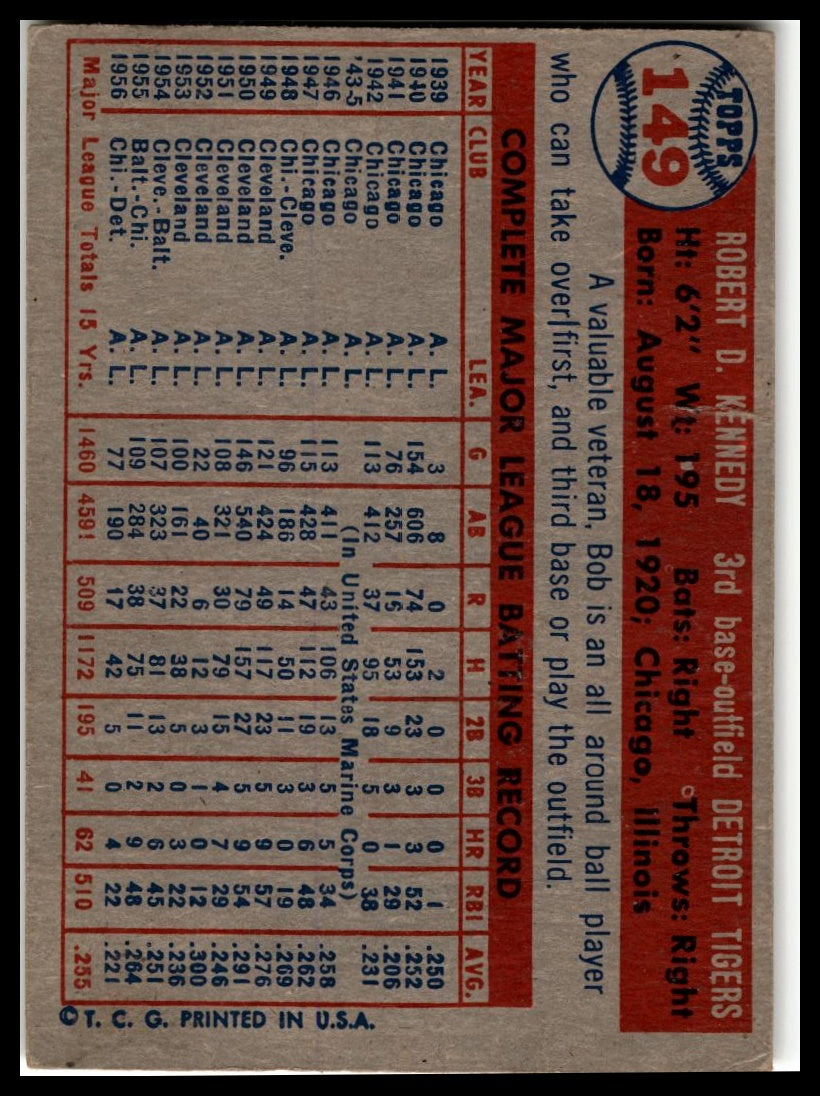 TOPPS
149
ROBERT D. KENNEDY 3rd base-outfield DETROIT TIGERS
Ht: 6'2" Wt: 195 Bats: Right Throws: Right
Born: August 18, 1920; Chicago, Illinois
A valuable veteran, Bob is an all around ball player
who can take over first, and third base or play the outfield.
COMPLETE MAJOR LEAGUE BATTING RECORD
YEAR CLUB LEA. G AB R H 2B 3B HR RBI AVG.
1939 Chicago A. L. 3 8 0 2 0 0 0 1 .250
1940 Chicago A. L. 154 606 74 153 23 3 3 52 .252
1941 Chicago A. L. 76 257 16 53 9 3 1 29 .206
1942 Chicago A. L. 113 412 37 95 18 5 0 38 .231
'43-5 Chicago A. L. (In United States Marine Corps)
1946 Chicago A. L. 113 411 43 106 13 5 5 34 .258
1947 Chicago A. L. 115 428 47 112 19 3 6 48 .262
1948 Chi.-Cleve. A. L. 96 186 14 50 11 3 0 19 .269
1949 Cleveland A. L. 121 424 49 117 23 5 9 57 .276
1950 Cleveland A. L. 146 540 79 157 27 5 9 54 .291
1951 Cleveland A. L. 108 321 30 79 15 4 7 29 .246
1952 Cleveland A. L. 22 40 6 12 3 1 0 12 .300
1953 Cleveland A. L. 100 161 22 38 5 0 3 22 .236
1954 Cleve.-Balt. A. L. 107 323 37 81 13 2 6 45 .251
1955 Balt.-Chi. A. L. 109 284 38 75 11 2 9 48 .264
1956 Chi.-Det. A. L. 77 190 17 42 5 0 4 22 .221
Major League Totals 15 Yrs. 1460 4591 509 1172 195 41 62 510 .255
© T. C. G. PRINTED IN U.S.A.